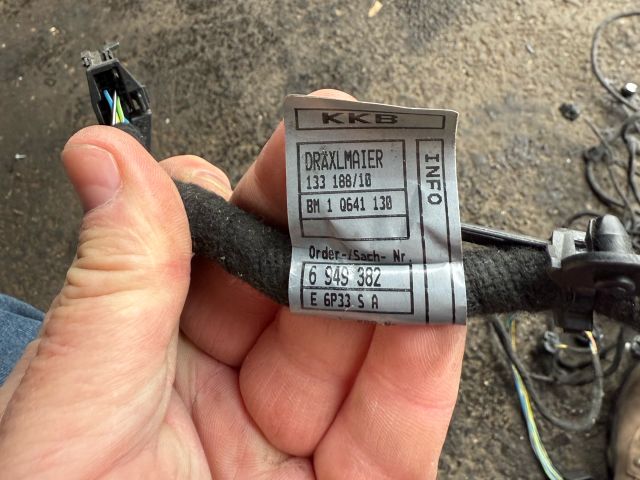 KKB
DRÄXLMAIER
133 188/10
BM 1 Q641 130
INFO
Order-/Sach- Nr.
6 949 382
E 6P33 S A